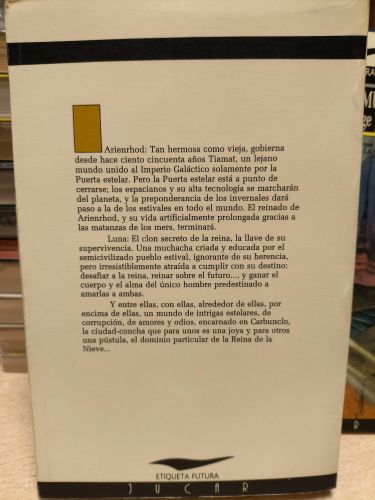 Arienrhod: Tan hermosa como vieja, gobierna
desde hace ciento cincuenta años Tiamat, un lejano
mundo unido al Imperio Galáctico solamente por la
Puerta estelar. Pero la Puerta estelar está a punto de
cerrarse; los espacianos y su alta tecnología se marcharán
del planeta, y la preponderancia de los invernales dará
paso a la de los estivales en todo el mundo. El reinado de
Arienrhod, y su vida artificialmente prolongada gracias a
las matanzas de los mers, terminará.
Luna: El clon secreto de la reina, la llave de su
supervivencia. Una muchacha criada y educada por el
semicivilizado pueblo estival, ignorante de su herencia,
pero irresistiblemente atraída a cumplir con su destino:
desafiar a la reina, reinar sobre el futuro..., y ganar el
cuerpo y el alma del único hombre predestinado a
amarlas a ambas.
Y entre ellas, con ellas, alrededor de ellas, por
encima de ellas, un mundo de intrigas estelares, de
corrupción, de amores y odios, encarnado en Carbunclo,
la ciudad-concha que para unos es una joya y para otros
una pústula, el dominio particular de la Reina de la
Nieve...
ETIQUETA FUTURA
JUCAR